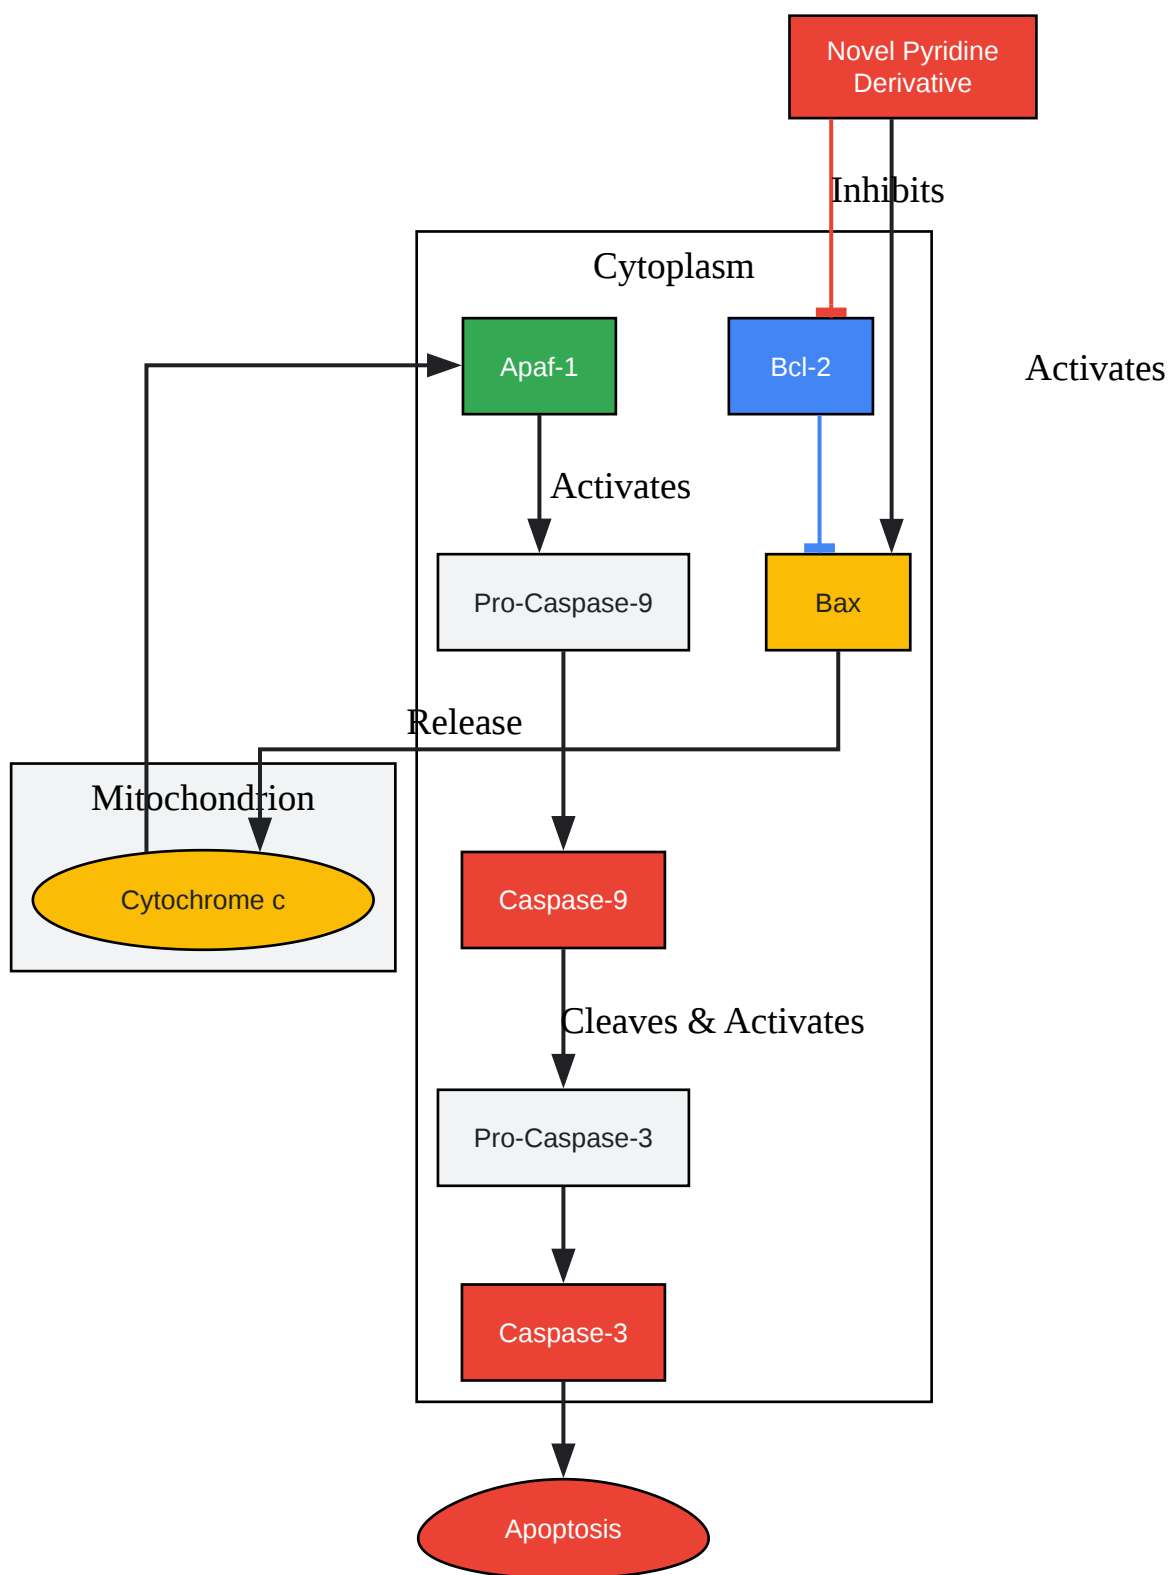 Novel Pyridine
Derivative
Inhibits
Cytoplasm
Apaf-1
Bcl-2
Activates
Activates
Pro-Caspase-9
Bax
Release
Mitochondrion
Cytochrome c
Caspase-9
Cleaves & Activates
Pro-Caspase-3
Caspase-3
Apoptosis